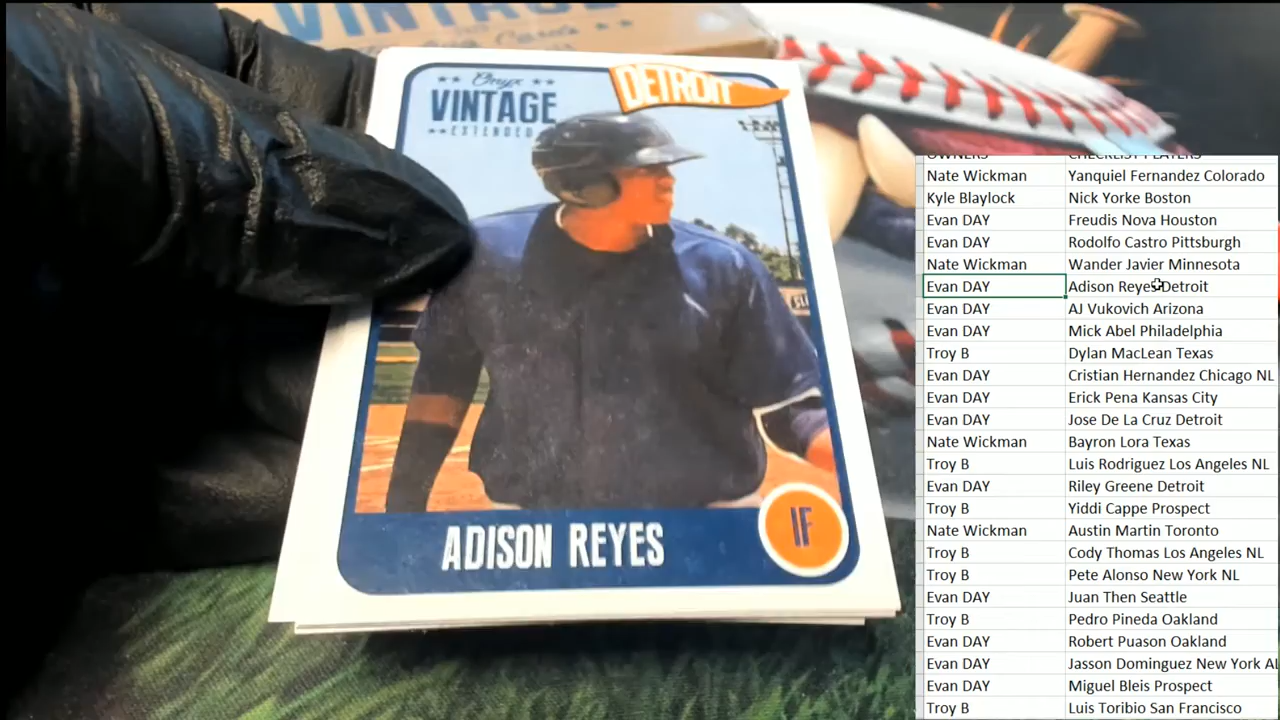 VINTAGE
Onyx
VINTAGE
EXTENDED
DETROIT
ADISON REYES
IF
OWNERS CHECKLIST PLAYERS
Nate Wickman Yanquiel Fernandez Colorado
Kyle Blaylock Nick Yorke Boston
Evan DAY Freudis Nova Houston
Evan DAY Rodolfo Castro Pittsburgh
Nate Wickman Wander Javier Minnesota
Evan DAY Adison Reyes Detroit
Evan DAY AJ Vukovich Arizona
Evan DAY Mick Abel Philadelphia
Troy B Dylan MacLean Texas
Evan DAY Cristian Hernandez Chicago NL
Evan DAY Erick Pena Kansas City
Evan DAY Jose De La Cruz Detroit
Nate Wickman Bayron Lora Texas
Troy B Luis Rodriguez Los Angeles NL
Evan DAY Riley Greene Detroit
Troy B Yiddi Cappe Prospect
Nate Wickman Austin Martin Toronto
Troy B Cody Thomas Los Angeles NL
Troy B Pete Alonso New York NL
Evan DAY Juan Then Seattle
Troy B Pedro Pineda Oakland
Evan DAY Robert Puason Oakland
Evan DAY Jasson Dominguez New York AL
Evan DAY Miguel Bleis Prospect
Troy B Luis Toribio San Francisco